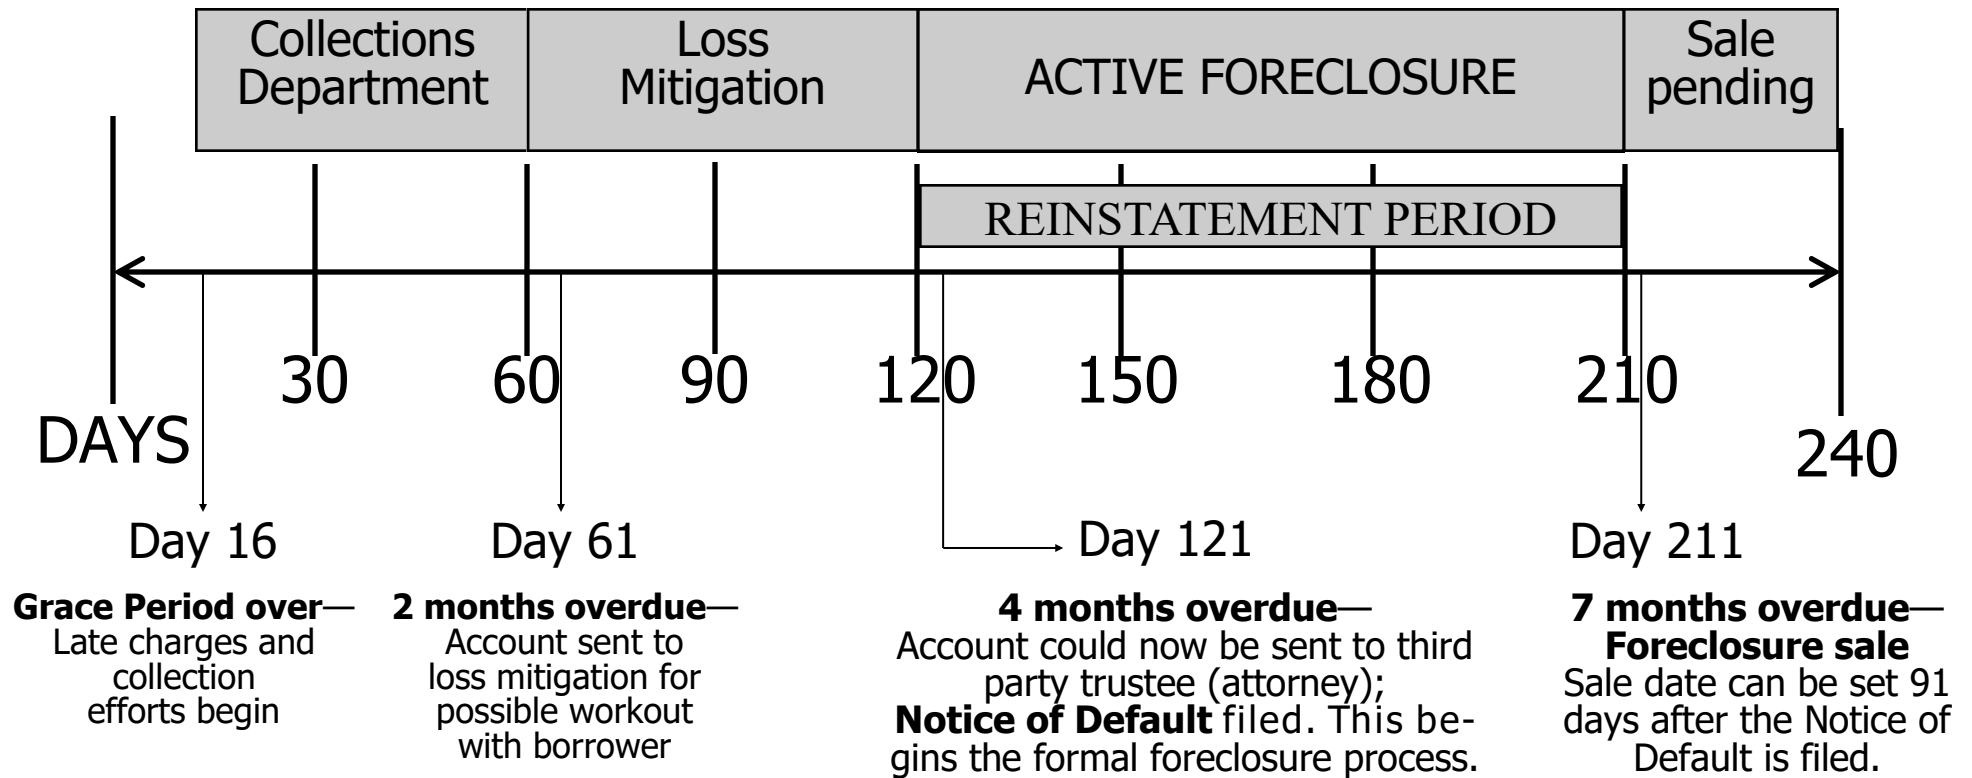 Collections
Department
Loss
Mitigation
ACTIVE FORECLOSURE
Sale
pending
REINSTATEMENT PERIOD
DAYS
30
60
90
120
150
180
210
240
Day 16
Grace Period over—
Late charges and
collection
efforts begin
Day 61
2 months overdue—
Account sent to
loss mitigation for
possible workout
with borrower
Day 121
4 months overdue—
Account could now be sent to third
party trustee (attorney);
Notice of Default filed. This be-
gins the formal foreclosure process.
Day 211
7 months overdue—
Foreclosure sale
Sale date can be set 91
days after the Notice of
Default is filed.